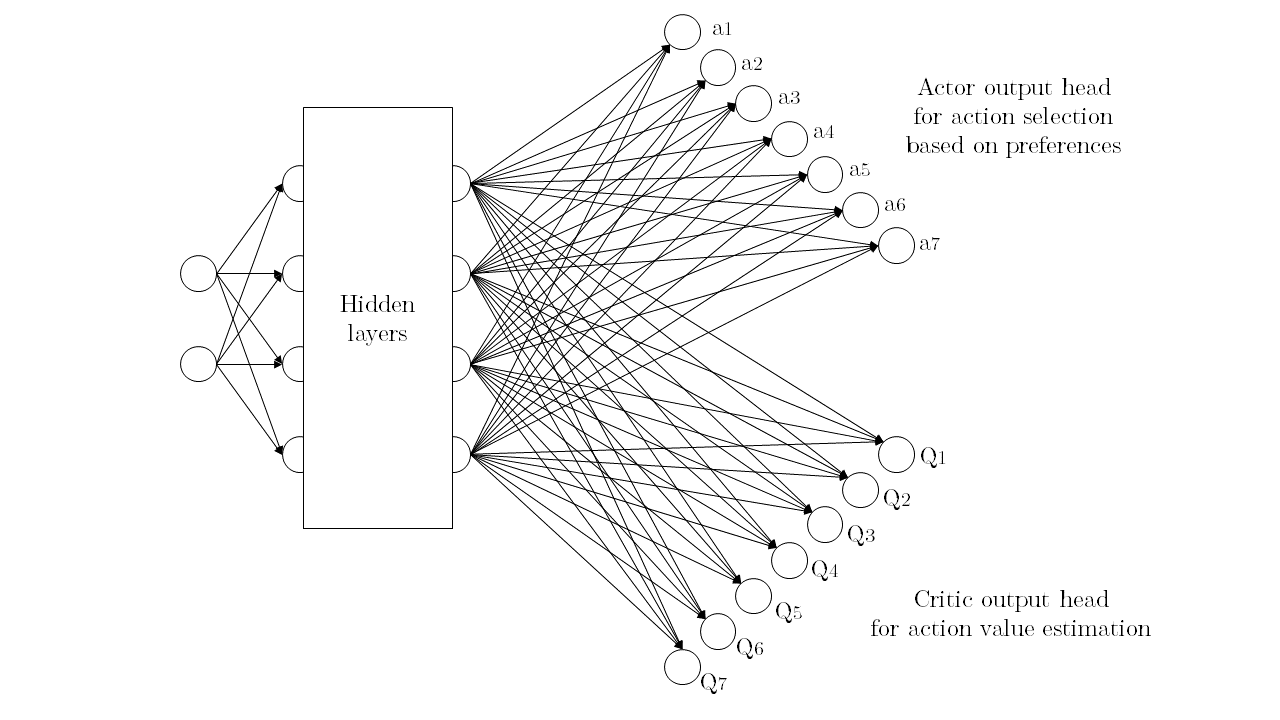 a1
a2
a3
a4
a5
a6
a7
Actor output head
for action selection
based on preferences
Hidden
layers
Q1
Q2
Q3
Q4
Q5
Q6
Q7
Critic output head
for action value estimation